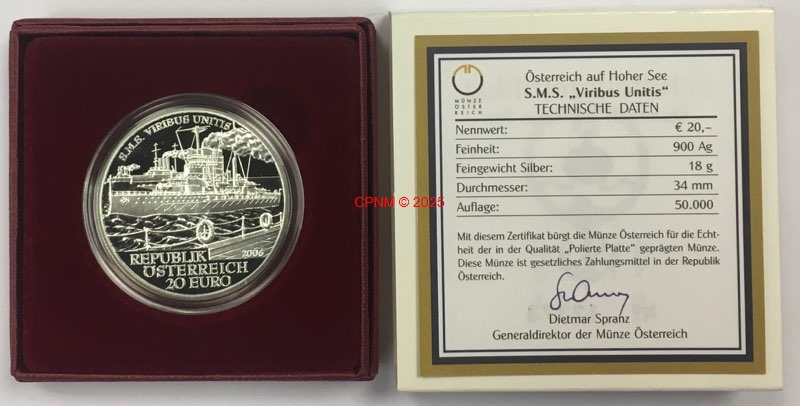 S.M.S. VIRIBUS UNITIS
2006
REPUBLIK
ÖSTERREICH
20 EURO
CPNM © 2025
MÜNZE
ÖSTER
REICH
Österreich auf Hoher See
S.M.S. „Viribus Unitis“
TECHNISCHE DATEN
Nennwert: € 20,–
Feinheit: 900 Ag
Feingewicht Silber: 18 g
Durchmesser: 34 mm
Auflage: 50.000
Mit diesem Zertifikat bürgt die Münze Österreich für die Echt-
heit der in der Qualität „Polierte Platte“ geprägten Münze.
Diese Münze ist gesetzliches Zahlungsmittel in der Republik
Österreich.
Dietmar Spranz
Generaldirektor der Münze Österreich